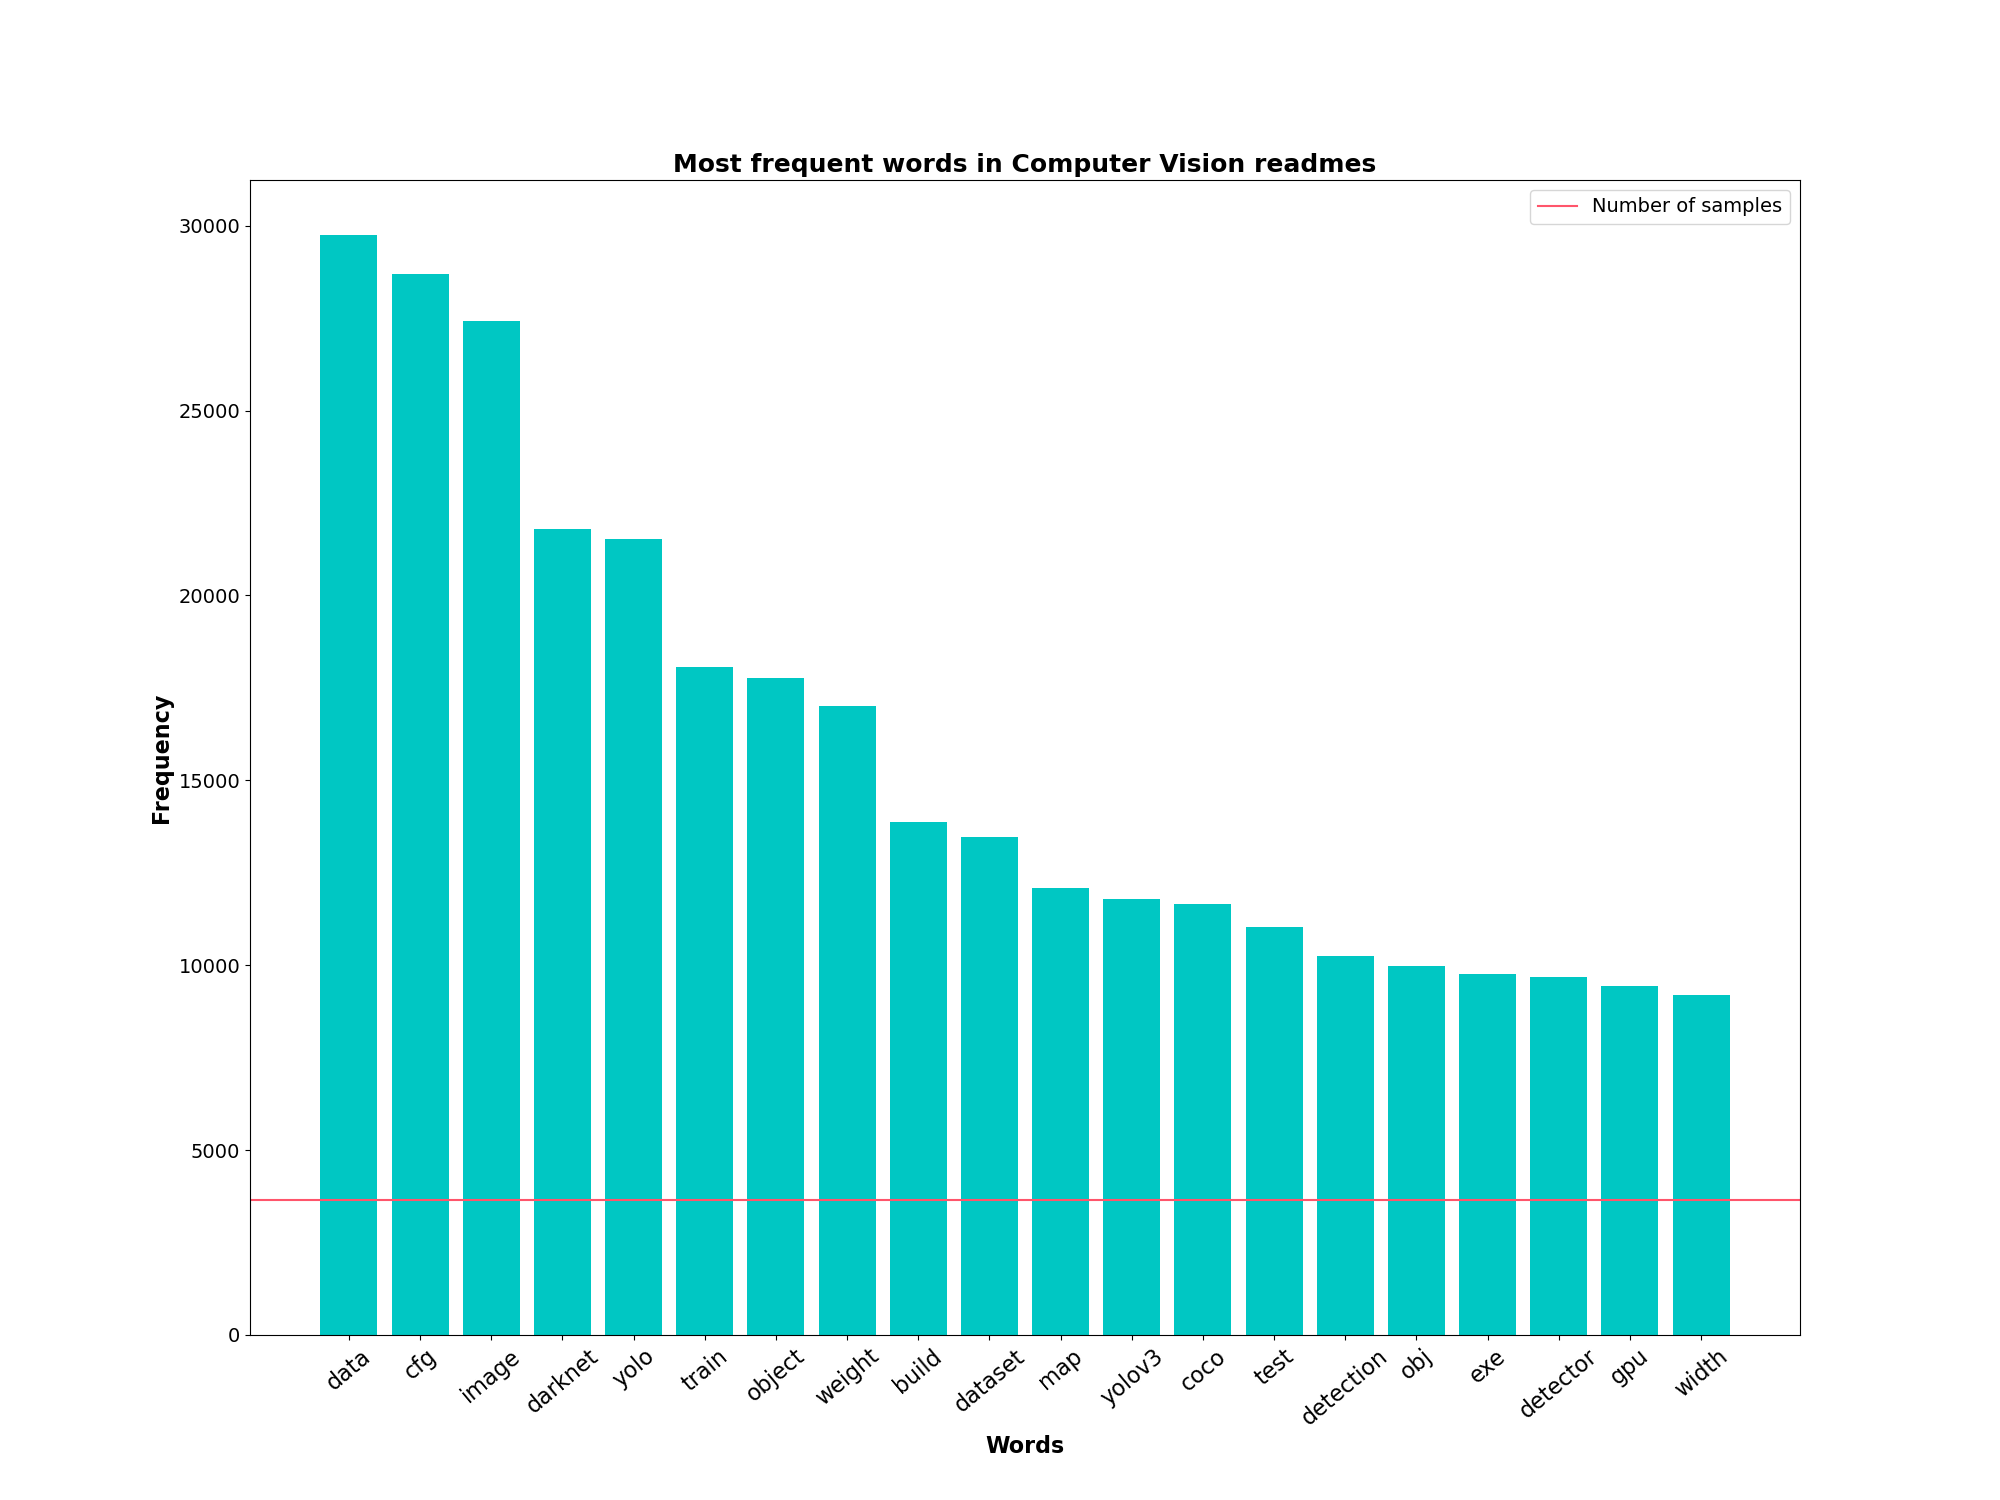 Most frequent words in Computer Vision readmes
Number of samples
30000
25000
20000
15000
10000
5000
0
Frequency
data cfg image darknet yolo train object weight build dataset map yolov3 coco test detection obj exe detector gpu width
Words